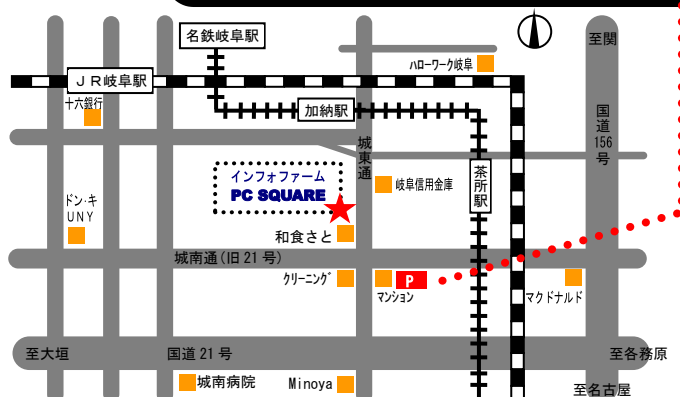 名鉄岐阜駅
至関
ハローワーク岐阜
JR岐阜駅
十六銀行
加納駅
国道156号
城東通
茶所駅
インフォファーム
PC SQUARE
岐阜信用金庫
ドン・キ
UNY
和食さと
城南通(旧21号)
クリーニング
P
マンション
マクドナルド
至大垣
国道21号
至各務原
城南病院
Minoya
至名古屋